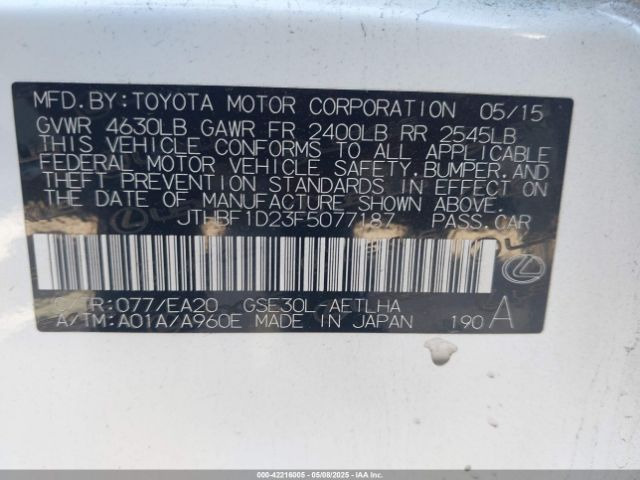 MFD.BY:TOYOTA MOTOR CORPORATION 05/15
GVWR 4630LB GAWR FR 2400LB RR 2545LB
THIS VEHICLE CONFORMS TO ALL APPLICABLE
FEDERAL MOTOR VEHICLE SAFETY,BUMPER,AND
THEFT PREVENTION STANDARDS IN EFFECT ON
THE DATE OF MANUFACTURE SHOWN ABOVE.
JTHBF1D23F5077187 PASS.CAR
C/TR:077/EA20 GSE30L-AETLHA
A/TM:A01A/A960E MADE IN JAPAN 190 A
000-42216005 - 05/08/2025 - IAAI.COM